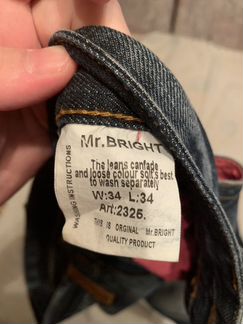 Mr.BRIGHT
WASHING INSTRUCTIONS
The jeans canfade
and loose colour so it's best
to wash separately
W:34 L:34
Art:2326.
THIS IS ORIGINAL Mr.BRIGHT
QUALITY PRODUCT